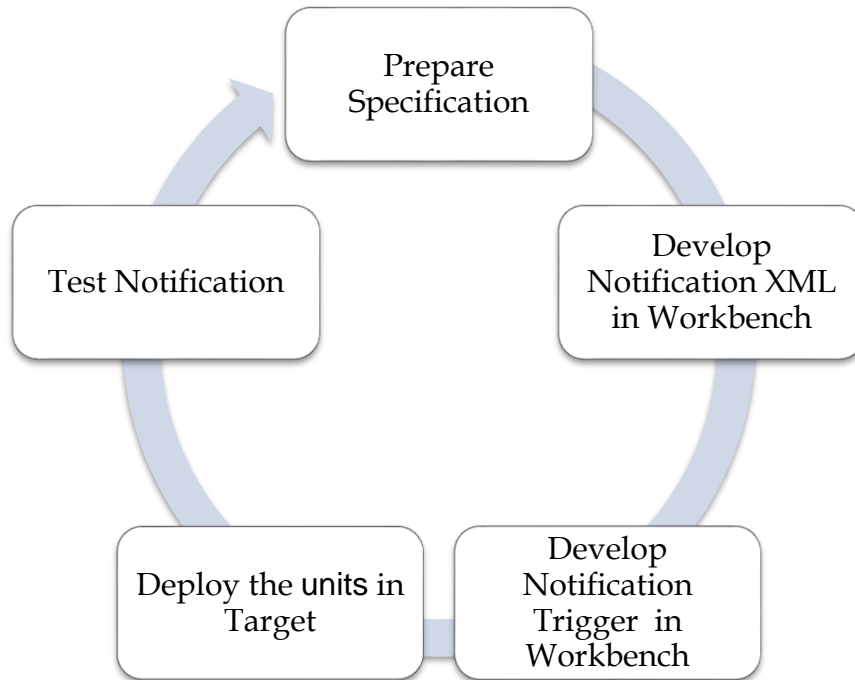 Prepare
Specification
Develop
Notification XML
in Workbench
Develop
Notification
Trigger in
Workbench
Deploy the units in
Target
Test Notification